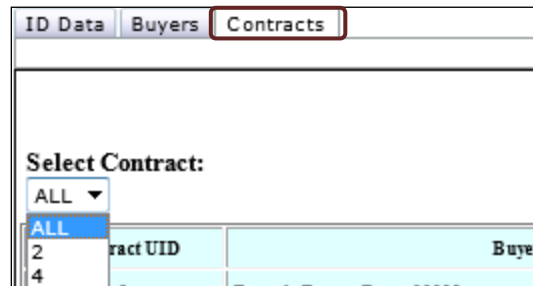 ID Data Buyers Contracts
Select Contract:
ALL
ALL
2 ract UID Buye
4